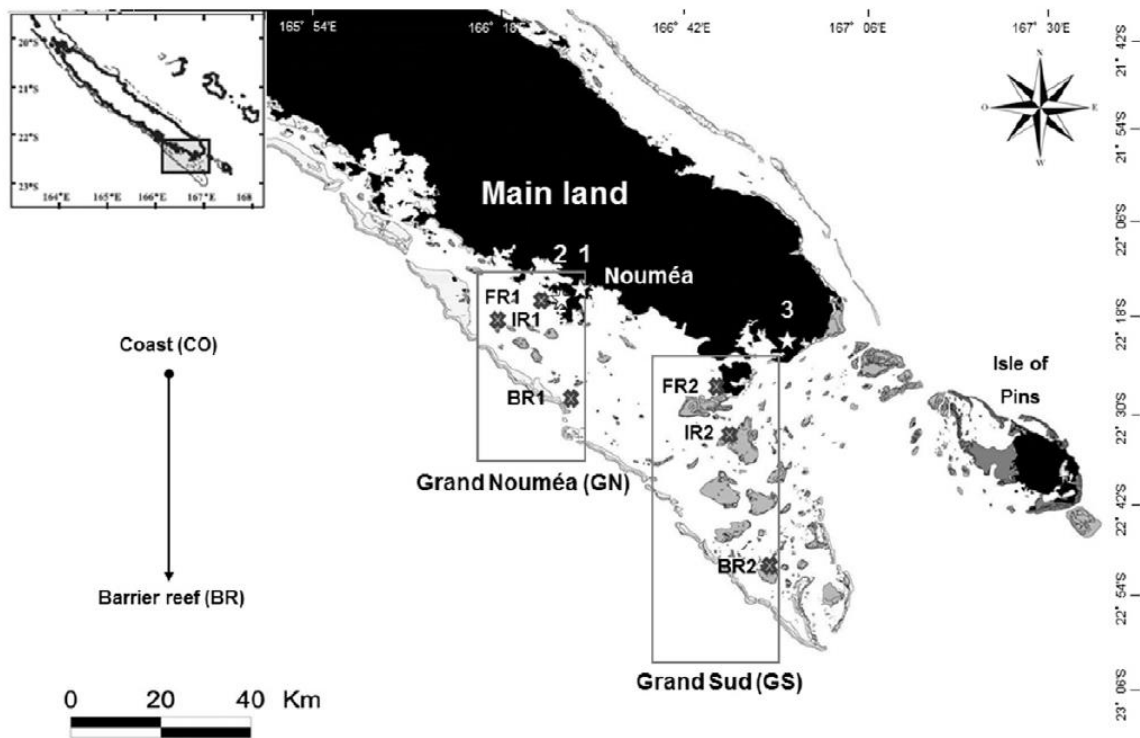 165° 54'E
166° 18'E
166° 42'E
167° 06'E
167° 30'E
20°S
21°S
22°S
23°S
164°E
165°E
166°E
167°E
168
21° 42'S
21° 54'S
22° 06'S
22° 18'S
22° 30'S
22° 42'S
22° 54'S
23° 06'S
N
O
E
W
Main land
2 1
Nouméa
FR1
IR1
3
Coast (CO)
Isle of
Pins
FR2
BR1
IR2
Grand Nouméa (GN)
BR2
Barrier reef (BR)
Grand Sud (GS)
0 20 40 Km